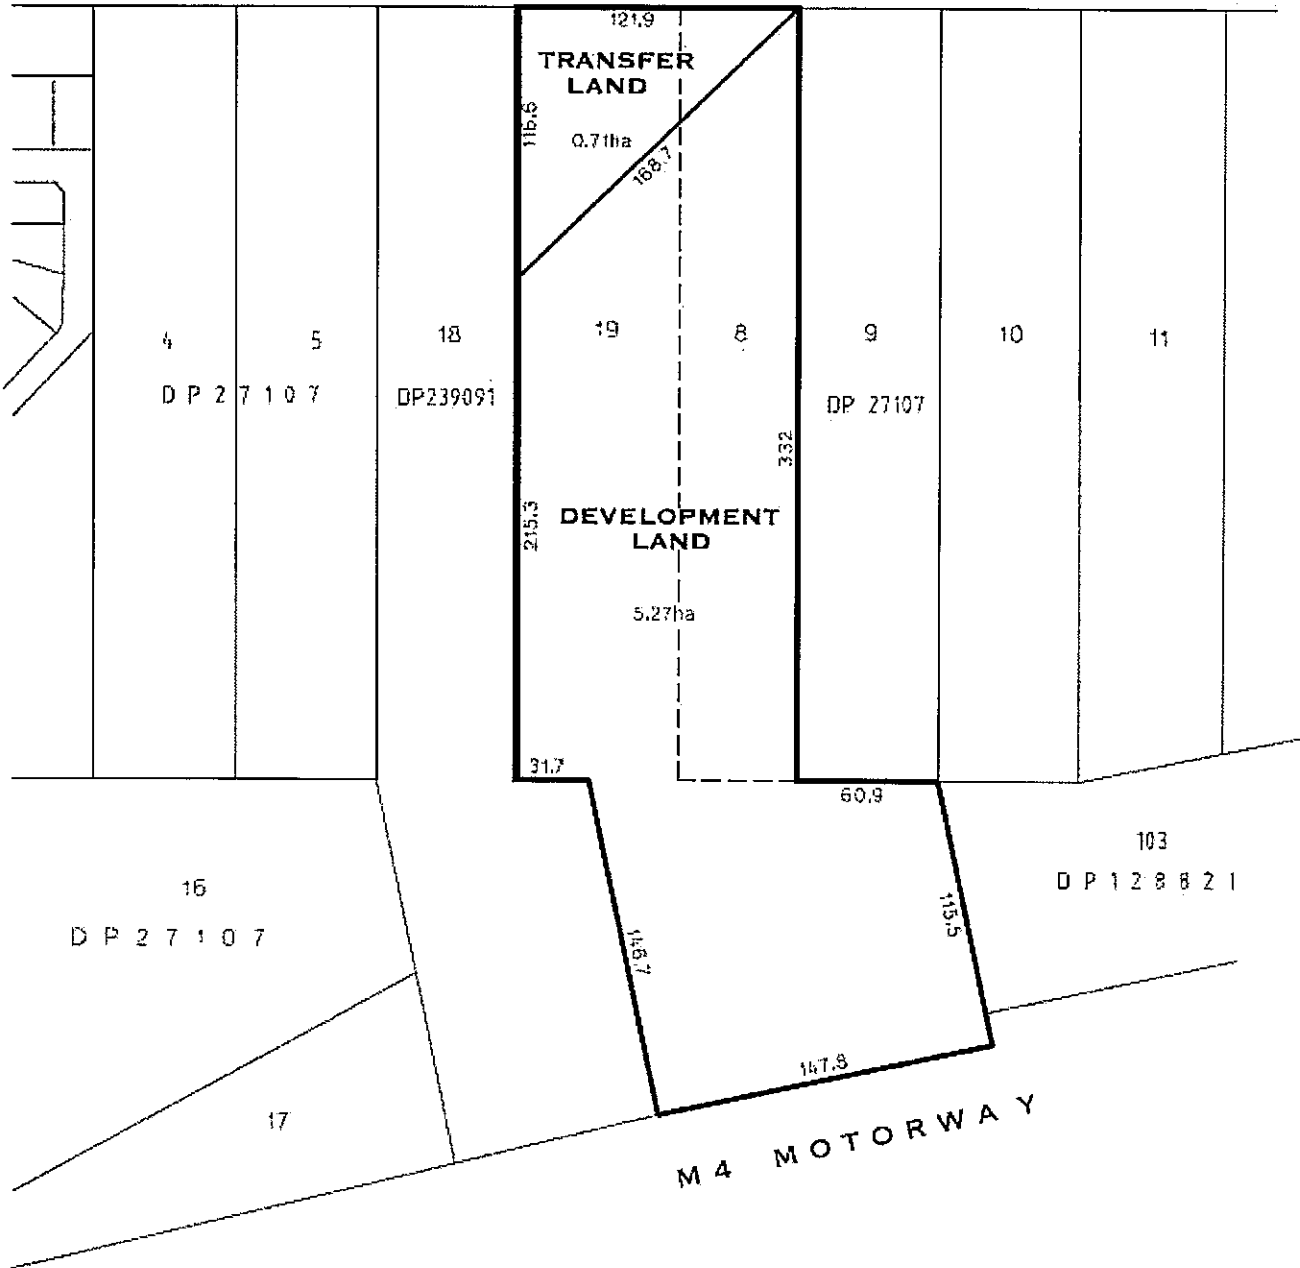 121.9
TRANSFER
LAND
116.6
0.71ha
168.7
4
5
18
19
8
9
10
11
DP27107
DP239091
DP 27107
332
215.3
DEVELOPMENT
LAND
5.27ha
31.7
60.9
16
DP27107
103
DP128821
146.7
115.5
147.8
17
M4 MOTORWAY